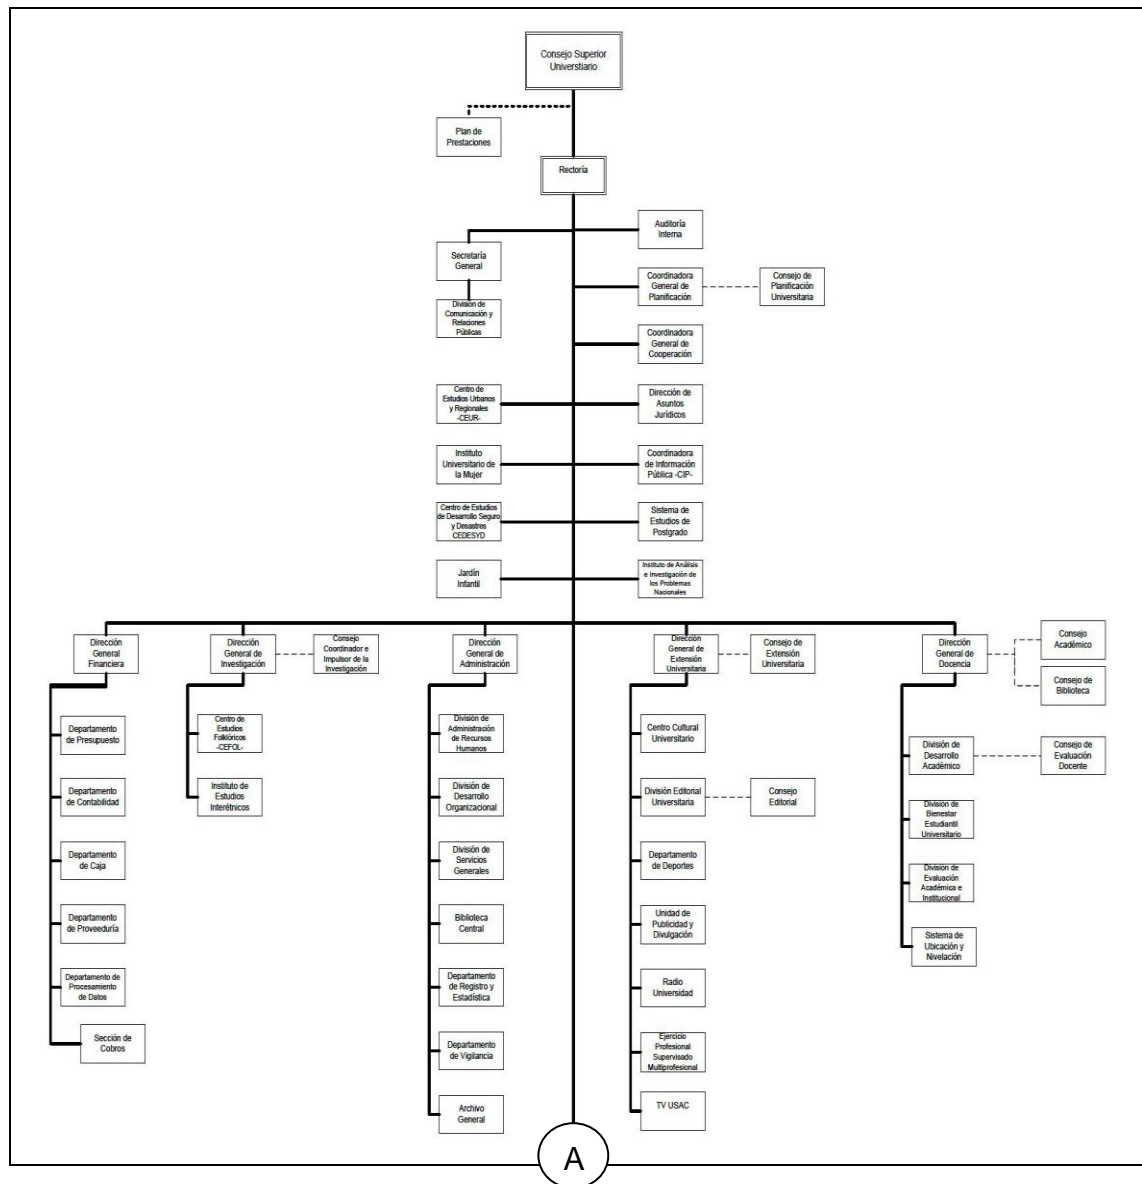 Consejo Superior
Universtiario
Plan de
Prestaciones
Rectoría
Auditoría
Interna
Secretaría
General
Coordinadora
General de
Planificación
Consejo de
Planificación
Universitaria
División de
Comunicación y
Relaciones
Públicas
Coordinadora
General de
Cooperación
Centro de
Estudios Urbanos
y Regionales
-CEUR-
Dirección de
Asuntos
Jurídicos
Instituto
Universitario de
la Mujer
Coordinadora
de Información
Pública -CIP-
Centro de Estudios
de Desarrollo Seguro
y Desastres
CEDESYD
Sistema de
Estudios de
Postgrado
Jardín
Infantil
Instituto de Análisis
e Investigación de
los Problemas
Nacionales
Dirección
General
Financiera
Dirección
General de
Investigación
Consejo
Coordinador e
Impulsor de la
Investigación
Dirección
General de
Administración
Dirección
General de
Extensión
Universitaria
Consejo de
Extensión
Universitaria
Dirección
General de
Docencia
Consejo
Académico
Consejo de
Biblioteca
Departamento
de Presupuesto
Departamento
de Contabilidad
Departamento
de Caja
Departamento
de Proveeduría
Departamento de
Procesamiento
de Datos
Sección de
Cobros
Centro de
Estudios
Folklóricos
-CEFOL-
Instituto de
Estudios
Interétnicos
División de
Administración
de Recursos
Humanos
División de
Desarrollo
Organizacional
División de
Servicios
Generales
Biblioteca
Central
Departamento
de Registro y
Estadística
Departamento
de Vigilancia
Archivo
General
Centro Cultural
Universitario
División Editorial
Universitaria
Consejo
Editorial
Departamento
de Deportes
Unidad de
Publicidad y
Divulgación
Radio
Universidad
Ejercicio
Profesional
Supervisado
Multiprofesional
TV USAC
División de
Desarrollo
Académico
Consejo de
Evaluación
Docente
División de
Bienestar
Estudiantil
Universitario
División de
Evaluación
Académica e
Institucional
Sistema de
Ubicación y
Nivelación
A